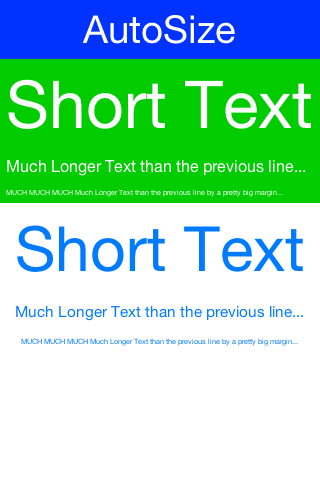 AutoSize
Short Text
Much Longer Text than the previous line...
MUCH MUCH MUCH Much Longer Text than the previous line by a pretty big margin...
Short Text
Much Longer Text than the previous line...
MUCH MUCH MUCH Much Longer Text than the previous line by a pretty big margin...